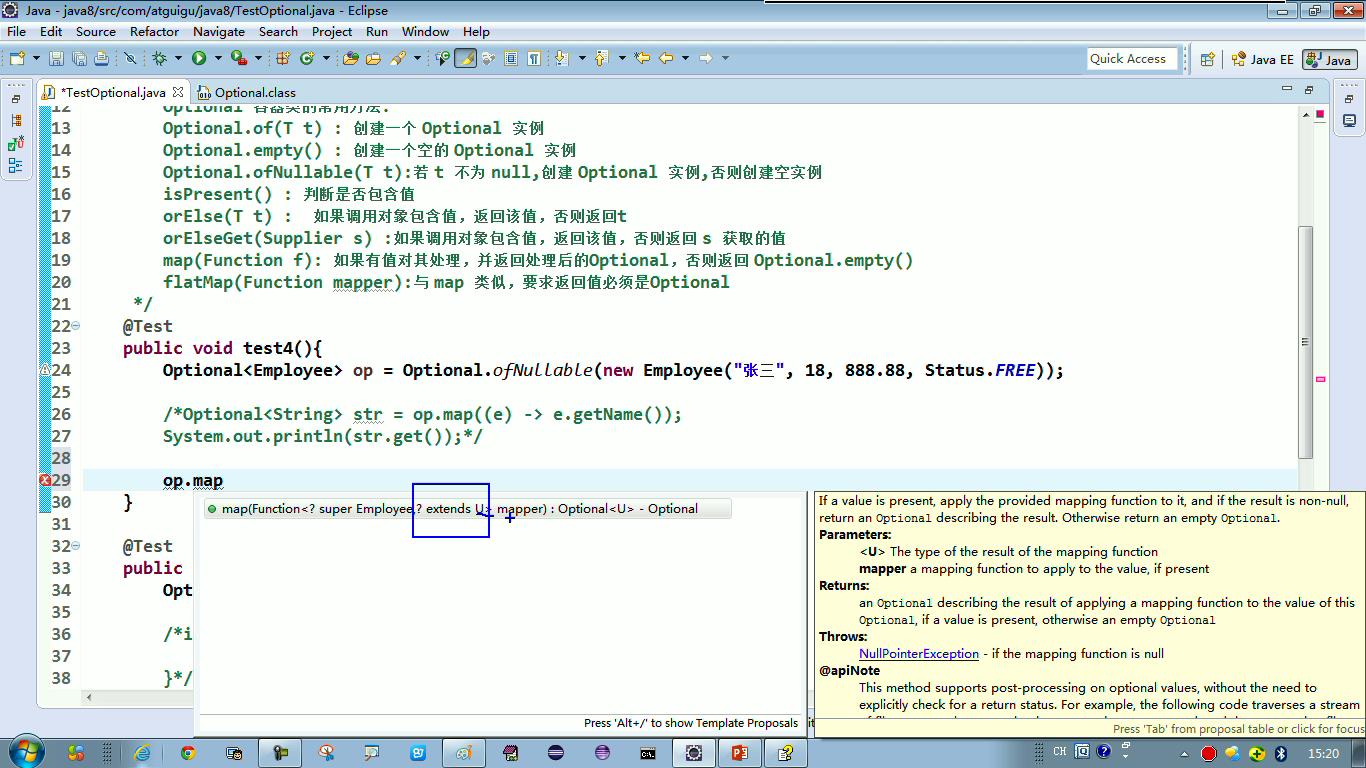 Java - java8/src/com/atguigu/java8/TestOptional.java - Eclipse
File Edit Source Refactor Navigate Search Project Run Window Help
Quick Access
Java EE
Java
*TestOptional.java
Optional.class
12 Optional 容器类的常用方法:
13 Optional.of(T t) : 创建一个 Optional 实例
14 Optional.empty() : 创建一个空的 Optional 实例
15 Optional.ofNullable(T t):若 t 不为 null,创建 Optional 实例,否则创建空实例
16 isPresent() : 判断是否包含值
17 orElse(T t) : 如果调用对象包含值，返回该值，否则返回t
18 orElseGet(Supplier s) :如果调用对象包含值，返回该值，否则返回 s 获取的值
19 map(Function f): 如果有值对其处理，并返回处理后的Optional，否则返回 Optional.empty()
20 flatMap(Function mapper):与 map 类似，要求返回值必须是Optional
21 */
22 @Test
23 public void test4(){
24 Optional<Employee> op = Optional.ofNullable(new Employee("张三", 18, 888.88, Status.FREE));
25
26 /*Optional<String> str = op.map((e) -> e.getName());
27 System.out.println(str.get());*/
28
29 op.map
30 }
31
32 @Test
33 public
34 Opt
35
36 /*i
37
38 }*/
map(Function<? super Employee,? extends U> mapper) : Optional<U> - Optional
Press 'Alt+/' to show Template Proposals
If a value is present, apply the provided mapping function to it, and if the result is non-null,
return an Optional describing the result. Otherwise return an empty Optional.
Parameters:
<U> The type of the result of the mapping function
mapper a mapping function to apply to the value, if present
Returns:
an Optional describing the result of applying a mapping function to the value of this
Optional, if a value is present, otherwise an empty Optional
Throws:
NullPointerException - if the mapping function is null
@apiNote
This method supports post-processing on optional values, without the need to
explicitly check for a return status. For example, the following code traverses a stream
Press 'Tab' from proposal table or click for focus
CH
15:20